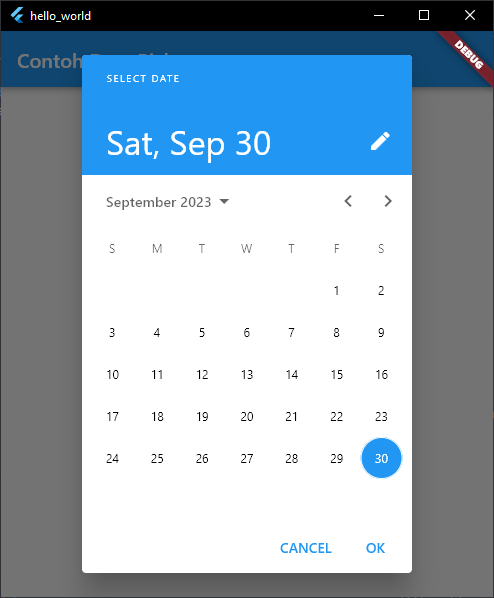 hello_world
DEBUG
Contoh
SELECT DATE
Sat, Sep 30
September 2023
S M T W T F S
1 2
3 4 5 6 7 8 9
10 11 12 13 14 15 16
17 18 19 20 21 22 23
24 25 26 27 28 29 30
CANCEL OK